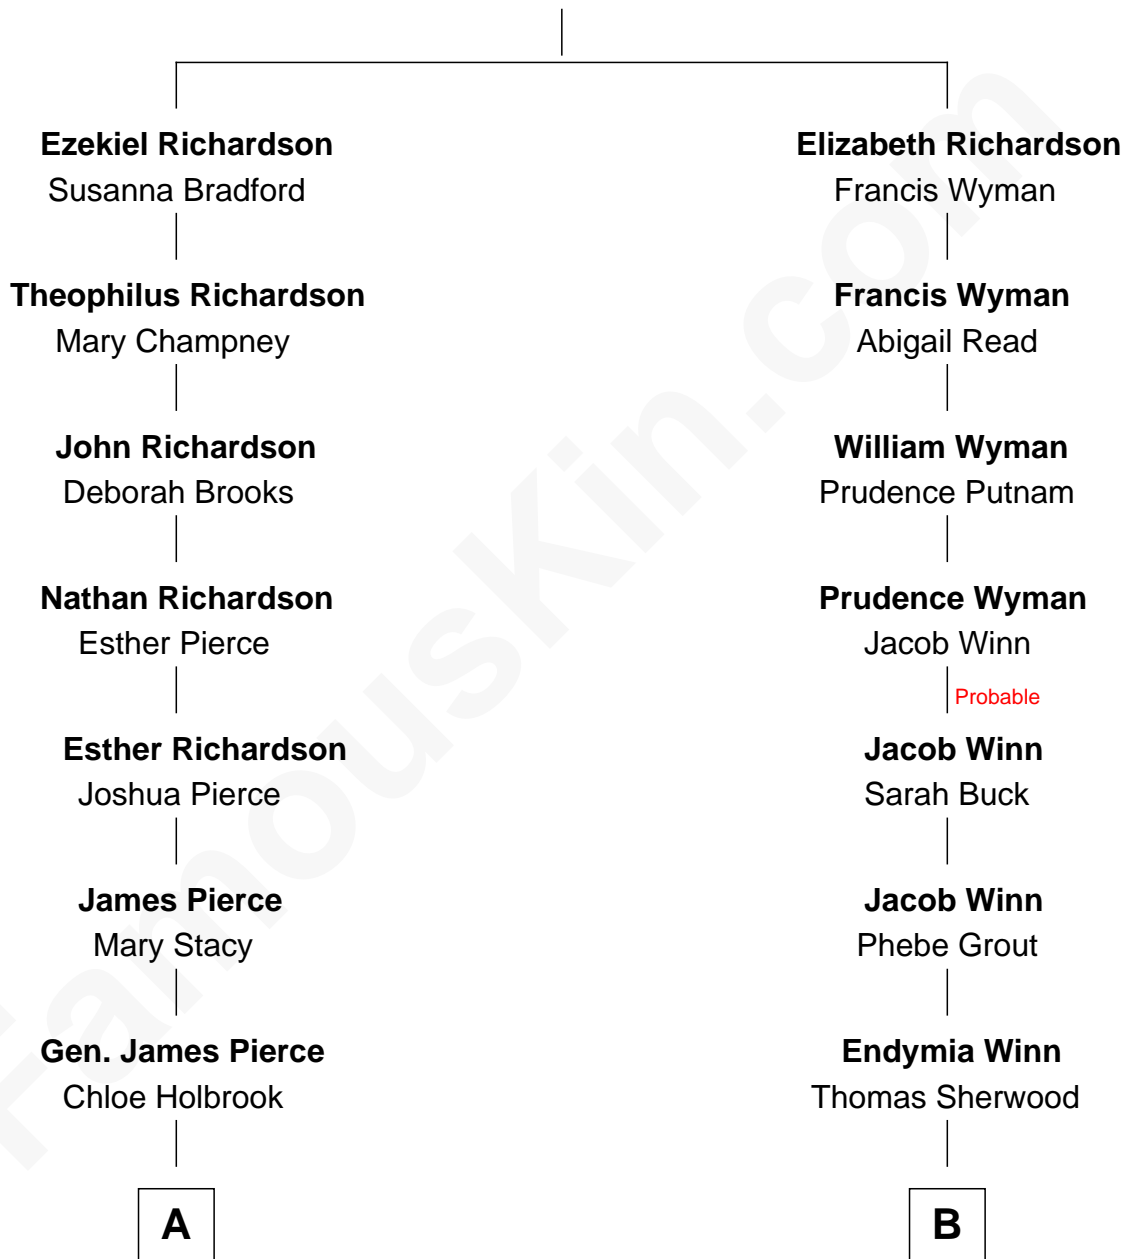 Ezekiel Richardson
Susanna Bradford
Theophilus Richardson
Mary Champney
John Richardson
Deborah Brooks
Nathan Richardson
Esther Pierce
Esther Richardson
Joshua Pierce
James Pierce
Mary Stacy
Gen. James Pierce
Chloe Holbrook
A
Elizabeth Richardson
Francis Wyman
Francis Wyman
Abigail Read
William Wyman
Prudence Putnam
Prudence Wyman
Jacob Winn
Probable
Jacob Winn
Sarah Buck
Jacob Winn
Phebe Grout
Endymia Winn
Thomas Sherwood
B
FamousKin.com